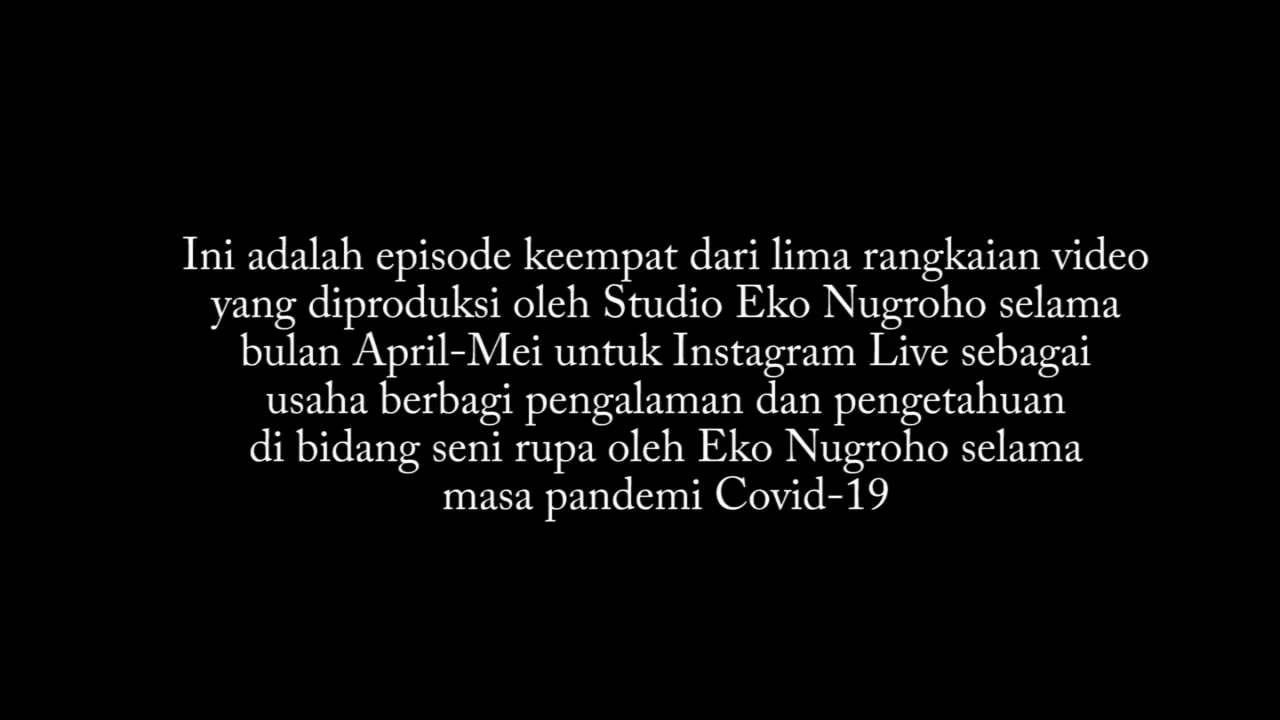 Ini adalah episode keempat dari lima rangkaian video
yang diproduksi oleh Studio Eko Nugroho selama
bulan April-Mei untuk Instagram Live sebagai
usaha berbagi pengalaman dan pengetahuan
di bidang seni rupa oleh Eko Nugroho selama
masa pandemi Covid-19